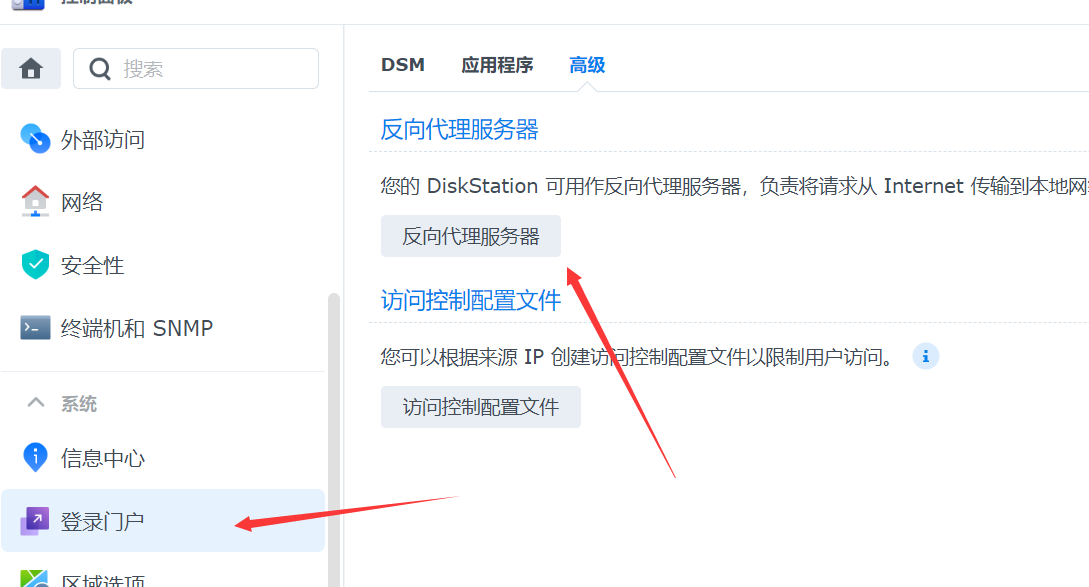 控制面板
搜索
外部访问
网络
安全性
终端机和 SNMP
系统
信息中心
登录门户
区域选项
DSM 应用程序 高级
反向代理服务器
您的 DiskStation 可用作反向代理服务器，负责将请求从 Internet 传输到本地网
反向代理服务器
访问控制配置文件
您可以根据来源 IP 创建访问控制配置文件以限制用户访问。
访问控制配置文件